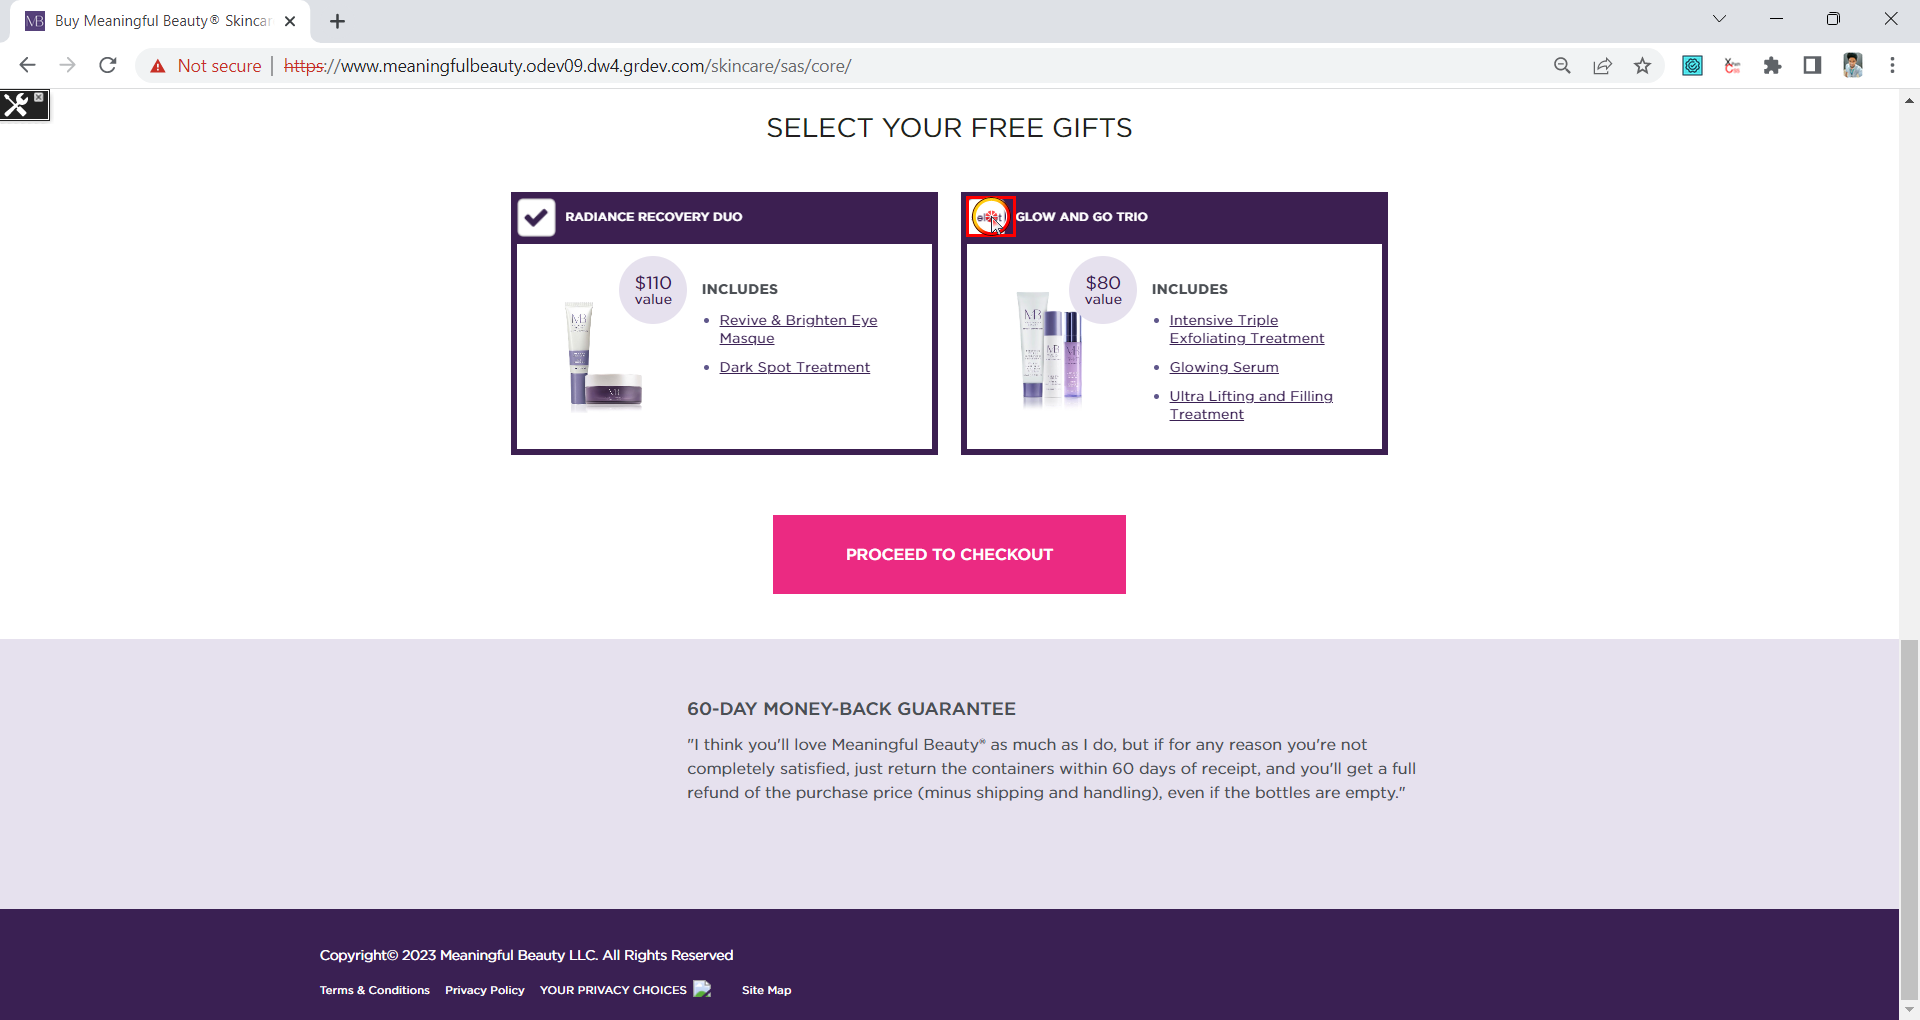 MB Buy Meaningful Beauty® Skincar
Not secure | https://www.meaningfulbeauty.odev09.dw4.grdev.com/skincare/sas/core/
SELECT YOUR FREE GIFTS
RADIANCE RECOVERY DUO
$110
value
INCLUDES
• Revive & Brighten Eye
Masque
• Dark Spot Treatment
MB
GLOW AND GO TRIO
$80
value
INCLUDES
• Intensive Triple
Exfoliating Treatment
• Glowing Serum
• Ultra Lifting and Filling
Treatment
MB
MB
MB
PROCEED TO CHECKOUT
60-DAY MONEY-BACK GUARANTEE
"I think you'll love Meaningful Beauty® as much as I do, but if for any reason you're not
completely satisfied, just return the containers within 60 days of receipt, and you'll get a full
refund of the purchase price (minus shipping and handling), even if the bottles are empty."
Copyright© 2023 Meaningful Beauty LLC. All Rights Reserved
Terms & Conditions Privacy Policy YOUR PRIVACY CHOICES Site Map